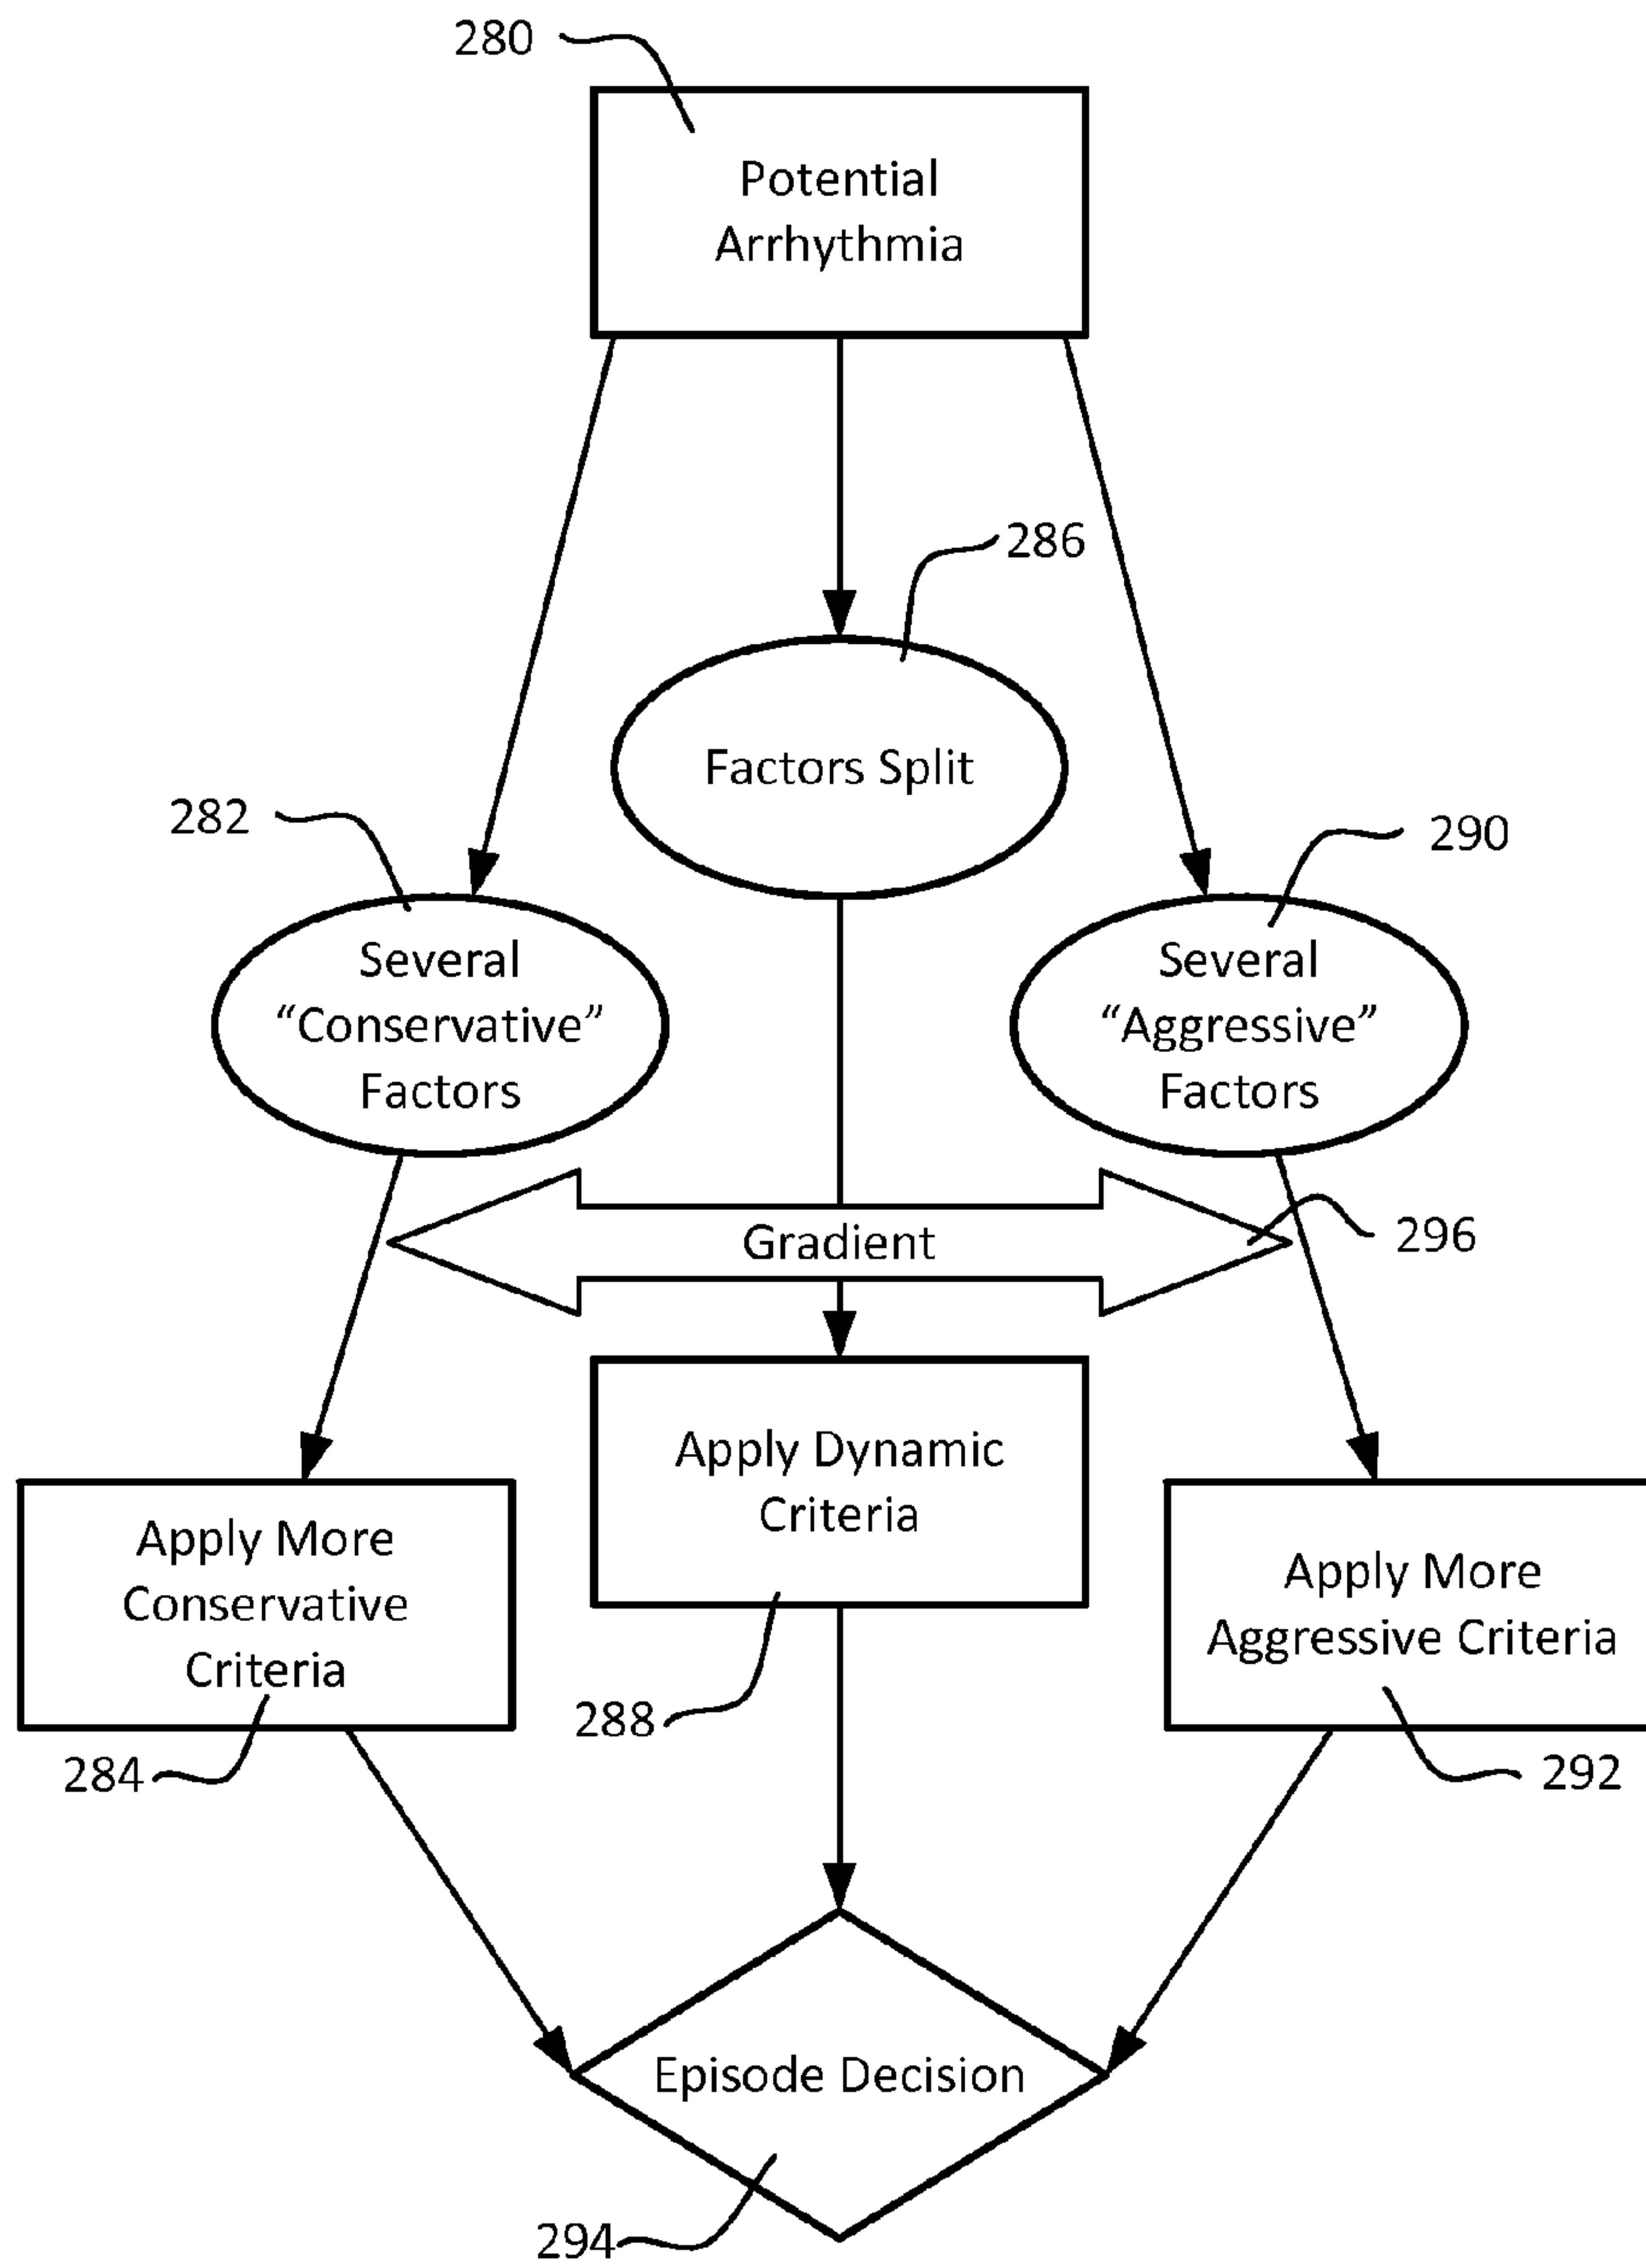 280
Potential
Arrhythmia
286
Factors Split
282
290
Several
“Conservative”
Factors
Several
“Aggressive”
Factors
Gradient
296
Apply Dynamic
Criteria
Apply More
Conservative
Criteria
Apply More
Aggressive Criteria
288
284
292
Episode Decision
294